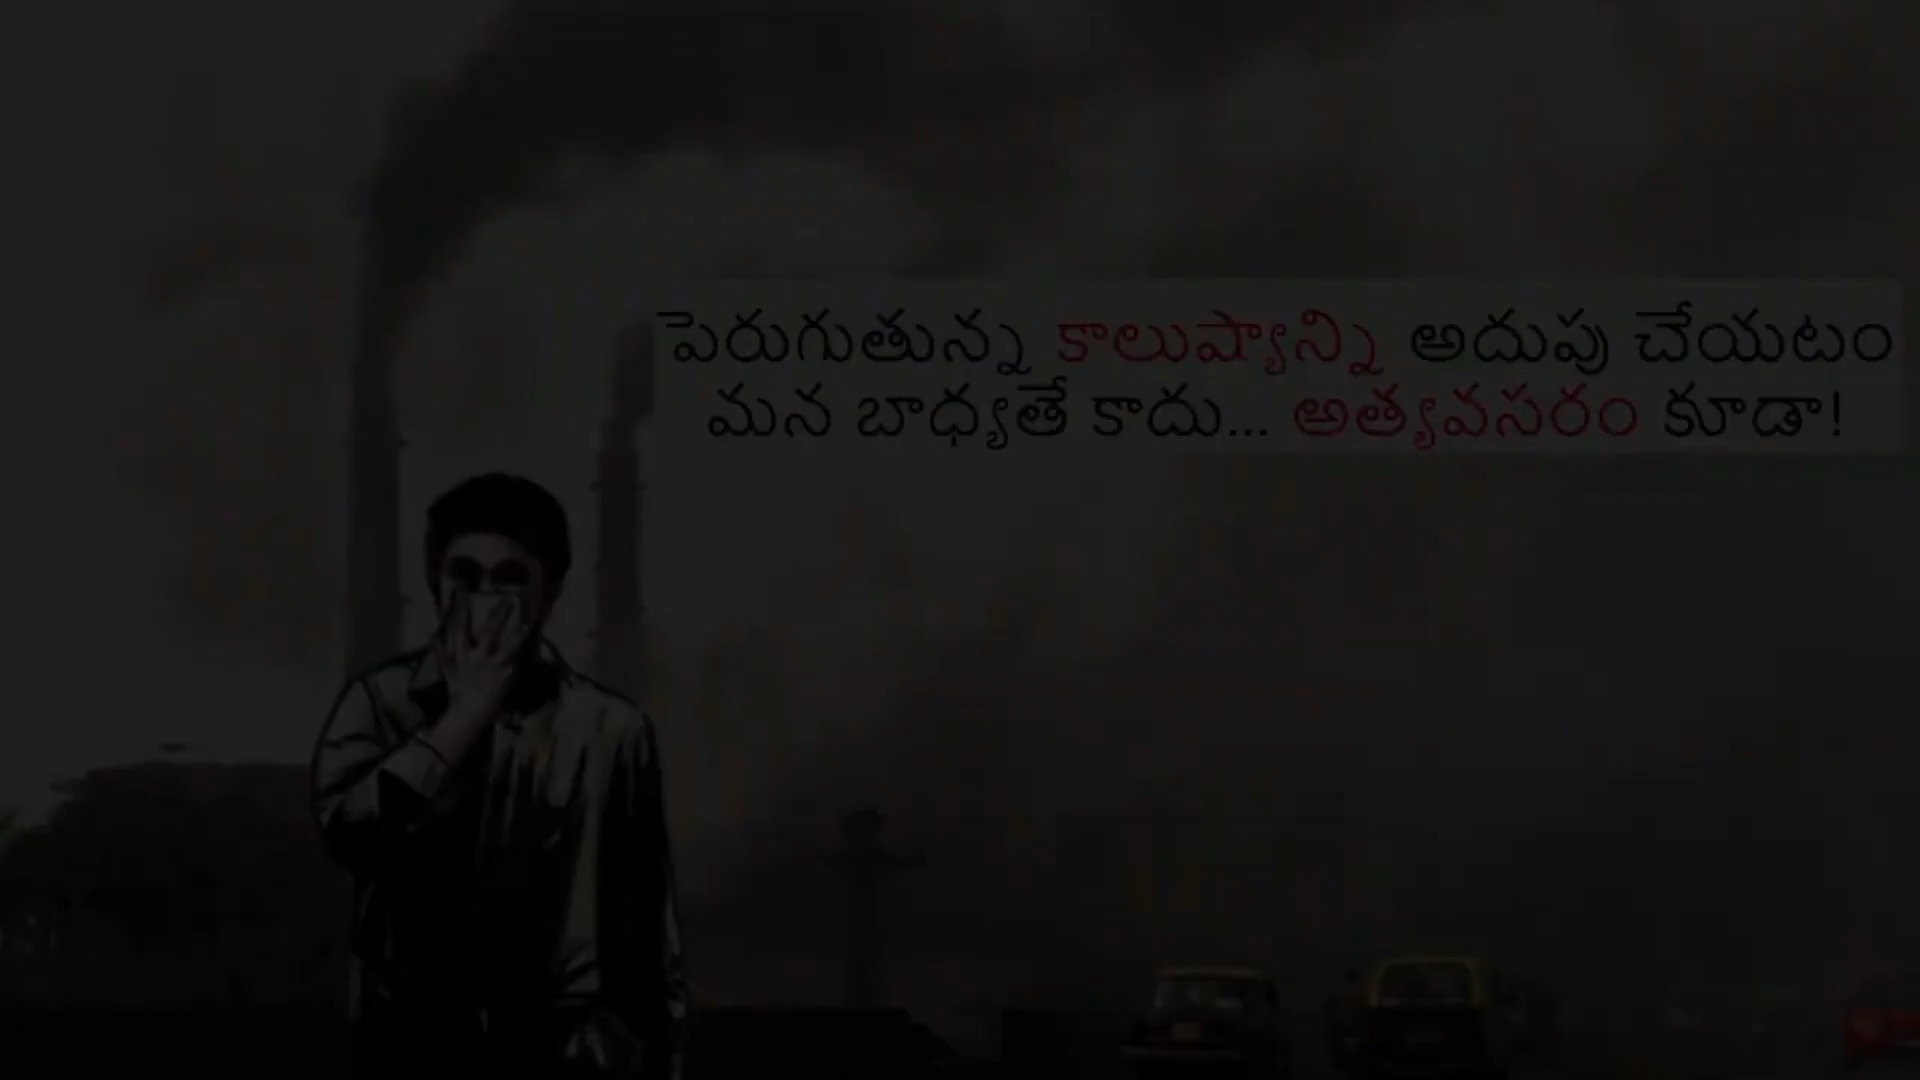 పెరుగుతున్న కాలుష్యాన్ని అదుపు చేయటం
మన బాధ్యతే కాదు... అత్యవసరం కూడా!